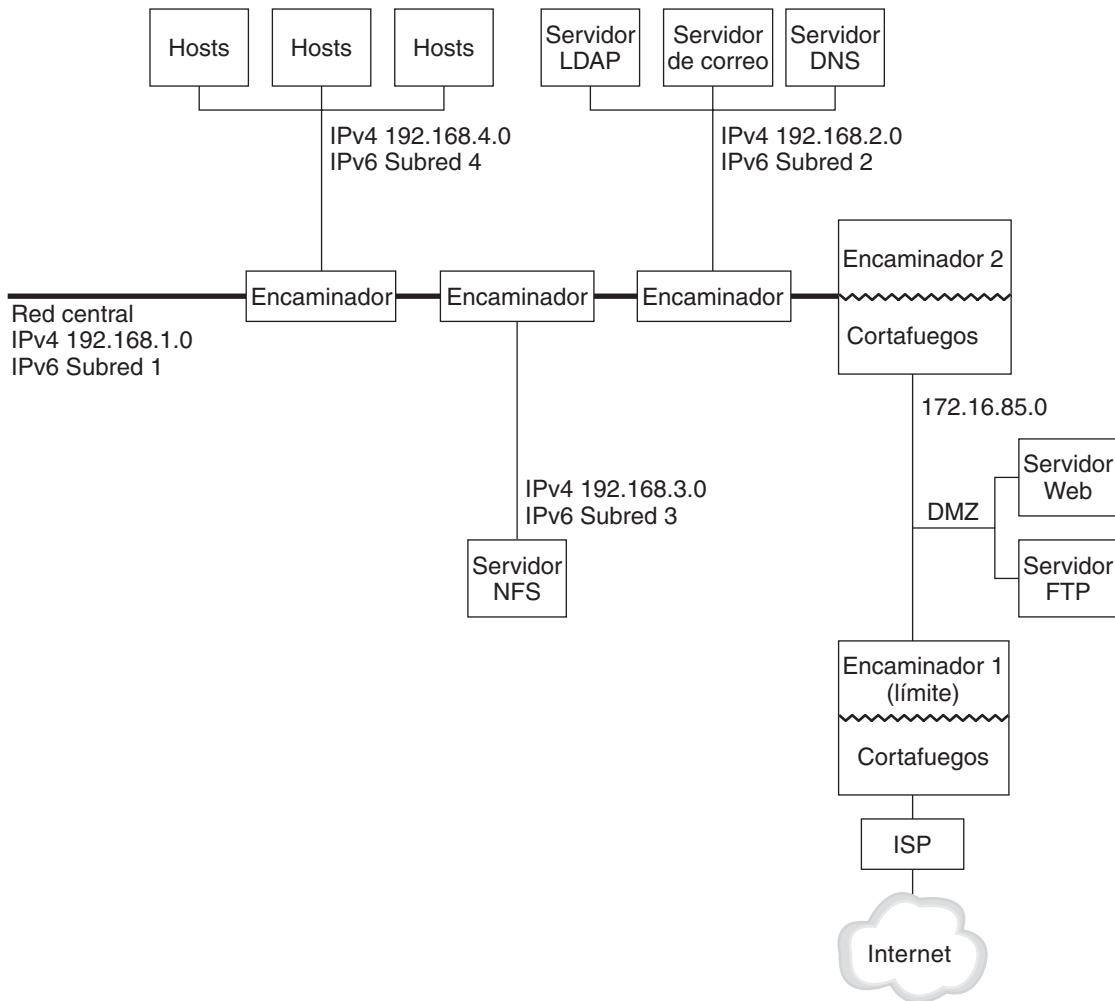 Hosts
Hosts
Hosts
Servidor
LDAP
Servidor
de correo
Servidor
DNS
IPv4 192.168.4.0
IPv6 Subred 4
IPv4 192.168.2.0
IPv6 Subred 2
Encaminador
Encaminador
Encaminador
Encaminador 2
Cortafuegos
Red central
IPv4 192.168.1.0
IPv6 Subred 1
172.16.85.0
IPv4 192.168.3.0
IPv6 Subred 3
Servidor
NFS
DMZ
Servidor
Web
Servidor
FTP
Encaminador 1
(límite)
Cortafuegos
ISP
Internet